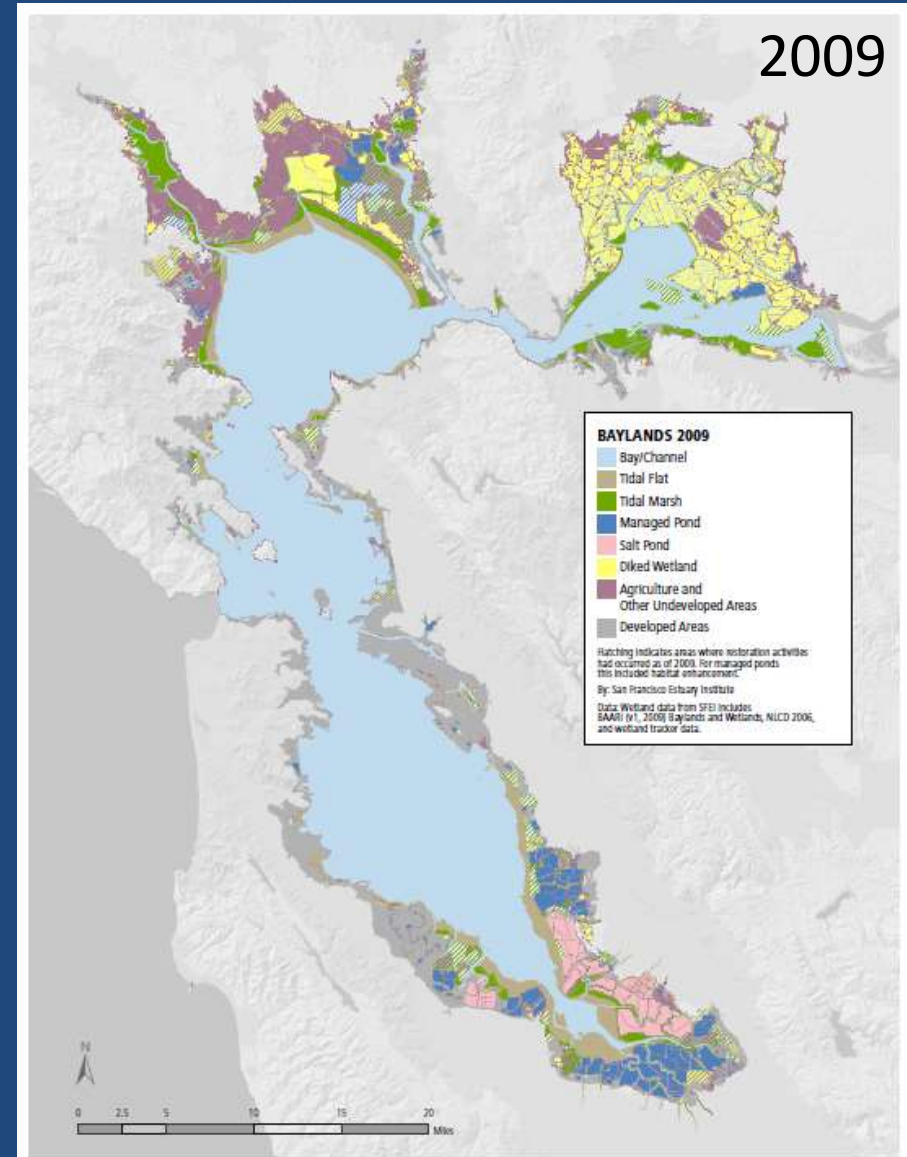 2009
BAYLANDS 2009
Bay/Channel
Tidal Flat
Tidal Marsh
Managed Pond
Salt Pond
Diked Wetland
Agriculture and
Other Undeveloped Areas
Developed Areas
Hatching indicates areas where restoration activities
had occurred as of 2009. For managed ponds
this included habitat enhancement.
By: San Francisco Estuary Institute
Data: Wetland data from SFEI includes
BAARI (v1, 2009) Baylands and Wetlands, NLCD 2006,
and wetland tracker data.
N
0 2.5 5 10 15 20
Miles